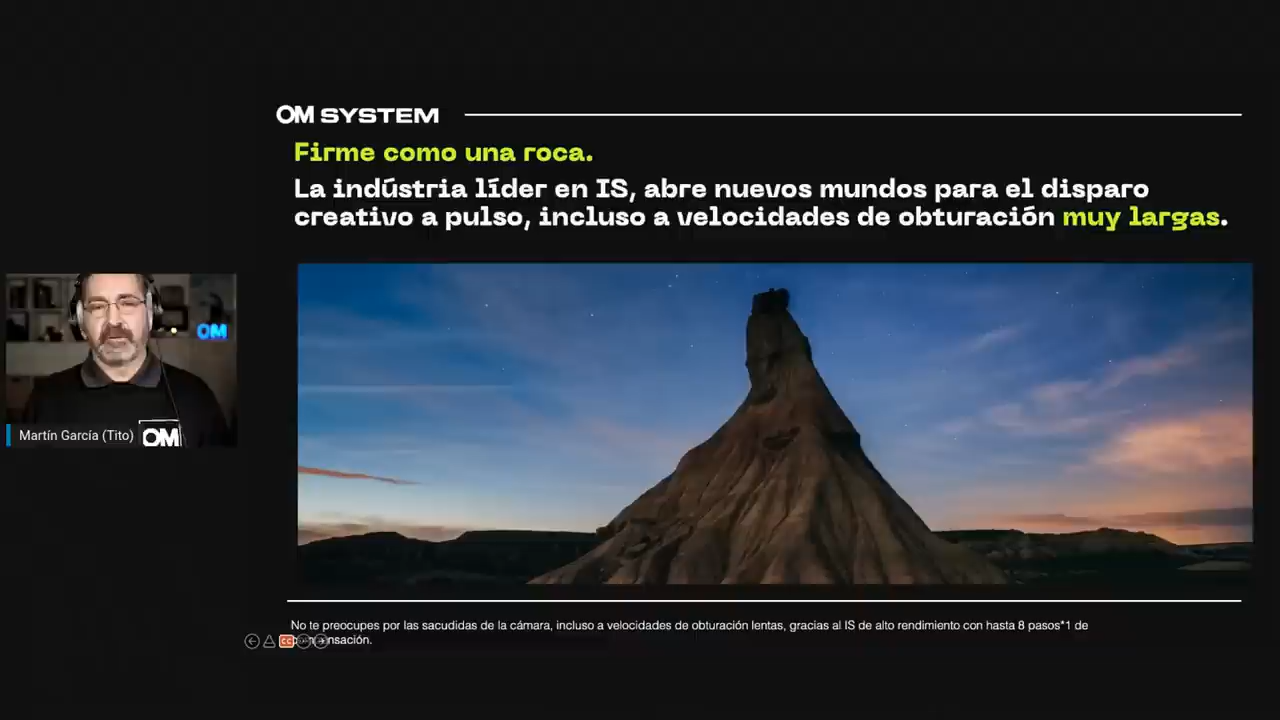 OM SYSTEM
Firme como una roca.
La indústria líder en IS, abre nuevos mundos para el disparo
creativo a pulso, incluso a velocidades de obturación muy largas.
OM
Martín García (Tito)
OM
No te preocupes por las sacudidas de la cámara, incluso a velocidades de obturación lentas, gracias al IS de alto rendimiento con hasta 8 pasos*1 de
CC